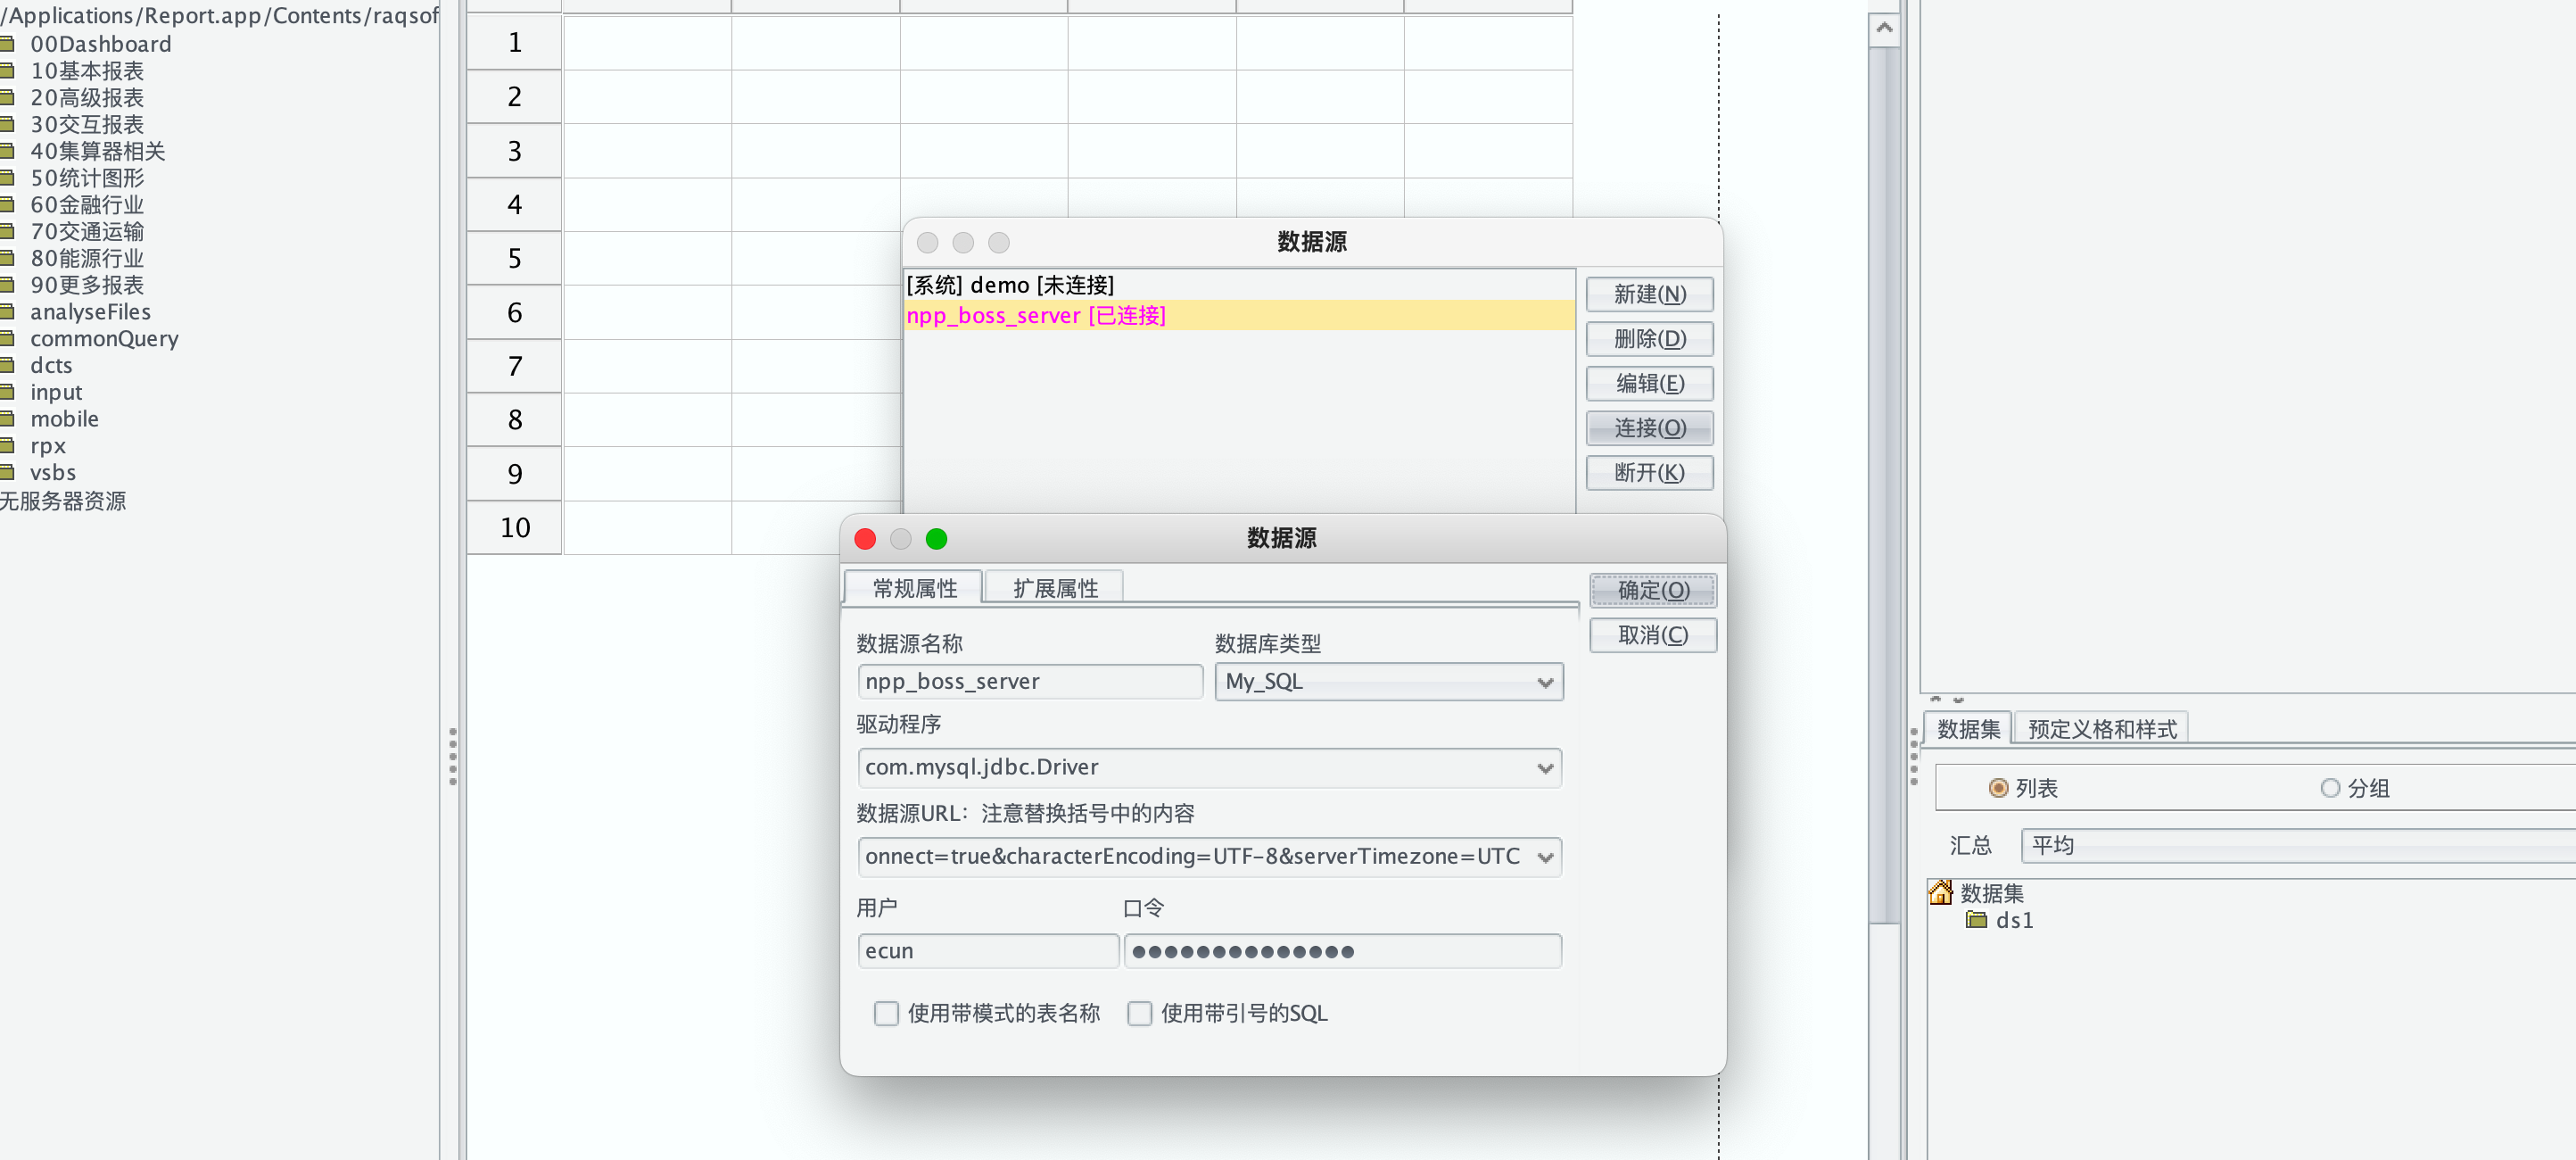 /Applications/Report.app/Contents/raqsof
00Dashboard
10基本报表
20高级报表
30交互报表
40集算器相关
50统计图形
60金融行业
70交通运输
80能源行业
90更多报表
analyseFiles
commonQuery
dcts
input
mobile
rpx
vsbs
无服务器资源
1
2
3
4
5
6
7
8
9
10
数据源
[系统] demo [未连接]
npp_boss_server [已连接]
新建(N)
删除(D)
编辑(E)
连接(O)
断开(K)
数据源
常规属性 扩展属性
确定(O)
取消(C)
数据源名称 数据库类型
npp_boss_server My_SQL
驱动程序
com.mysql.jdbc.Driver
数据源URL：注意替换括号中的内容
onnect=true&characterEncoding=UTF-8&serverTimezone=UTC
用户 口令
ecun ●●●●●●●●●●●●●●
使用带模式的表名称 使用带引号的SQL
数据集 预定义格和样式
列表 分组
汇总 平均
数据集
ds1